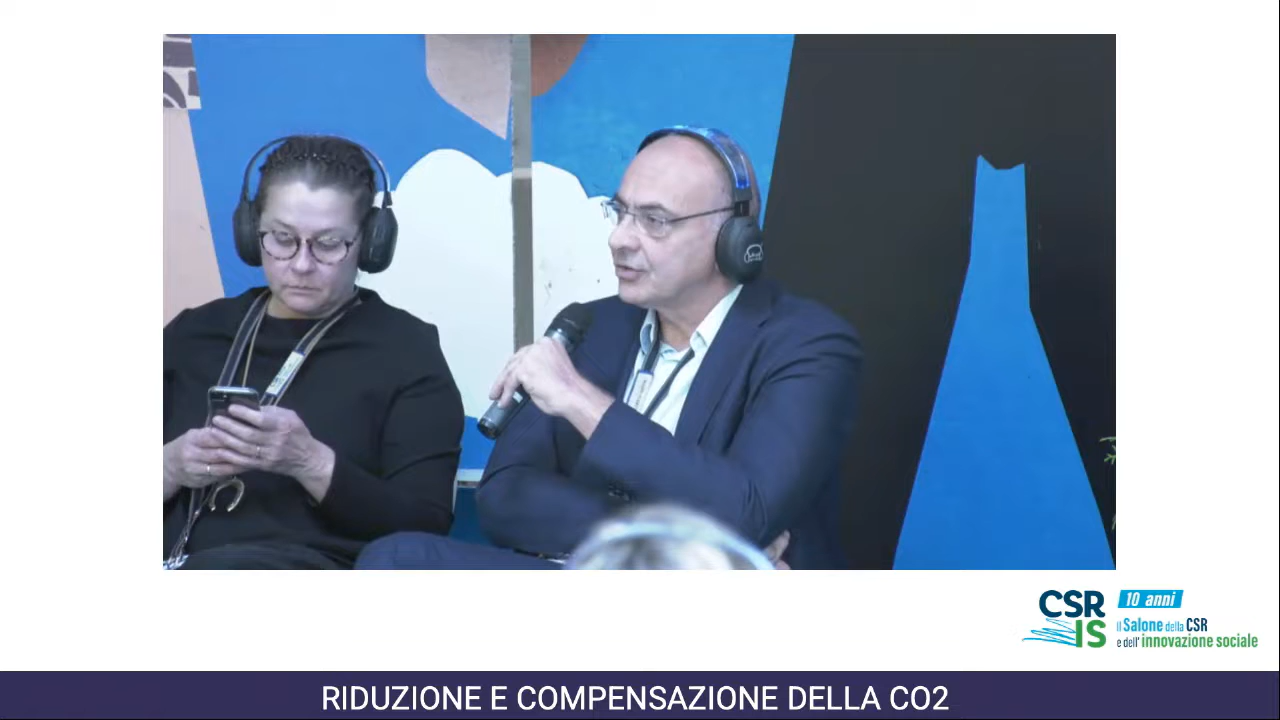 CSR
IS
10 anni
il Salone della CSR
e dell'innovazione sociale
RIDUZIONE E COMPENSAZIONE DELLA CO2